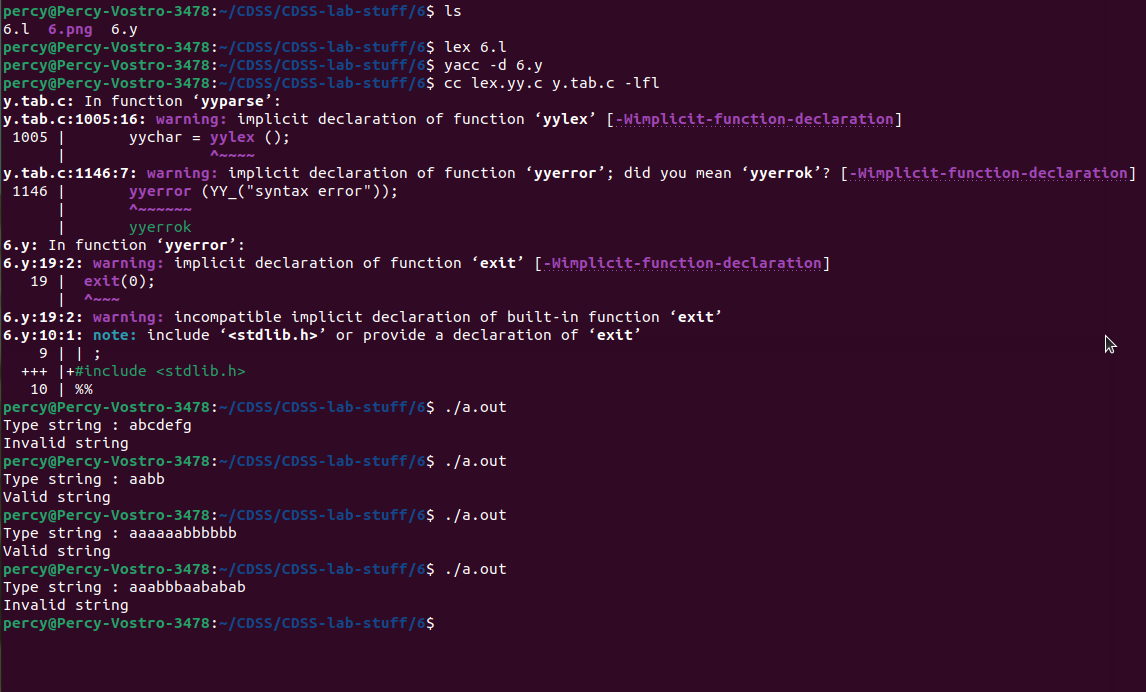 percy@Percy-Vostro-3478:~/CDSS/CDSS-lab-stuff/6$ ls
6.l  6.png  6.y
percy@Percy-Vostro-3478:~/CDSS/CDSS-lab-stuff/6$ lex 6.l
percy@Percy-Vostro-3478:~/CDSS/CDSS-lab-stuff/6$ yacc -d 6.y
percy@Percy-Vostro-3478:~/CDSS/CDSS-lab-stuff/6$ cc lex.yy.c y.tab.c -lfl
y.tab.c: In function ‘yyparse’:
y.tab.c:1005:16: warning: implicit declaration of function ‘yylex’ [-Wimplicit-function-declaration]
 1005 |       yychar = yylex ();
      |                ^~~~~
y.tab.c:1146:7: warning: implicit declaration of function ‘yyerror’; did you mean ‘yyerrok’? [-Wimplicit-function-declaration]
 1146 |       yyerror (YY_("syntax error"));
      |       ^~~~~~~
      |       yyerrok
6.y: In function ‘yyerror’:
6.y:19:2: warning: implicit declaration of function ‘exit’ [-Wimplicit-function-declaration]
   19 |  exit(0);
      |  ^~~~
6.y:19:2: warning: incompatible implicit declaration of built-in function ‘exit’
6.y:10:1: note: include ‘<stdlib.h>’ or provide a declaration of ‘exit’
    9 | | ;
  +++ |+#include <stdlib.h>
   10 | %%
percy@Percy-Vostro-3478:~/CDSS/CDSS-lab-stuff/6$ ./a.out
Type string : abcdefg
Invalid string
percy@Percy-Vostro-3478:~/CDSS/CDSS-lab-stuff/6$ ./a.out
Type string : aabb
Valid string
percy@Percy-Vostro-3478:~/CDSS/CDSS-lab-stuff/6$ ./a.out
Type string : aaaaaabbbbbb
Valid string
percy@Percy-Vostro-3478:~/CDSS/CDSS-lab-stuff/6$ ./a.out
Type string : aaabbbaababab
Invalid string
percy@Percy-Vostro-3478:~/CDSS/CDSS-lab-stuff/6$